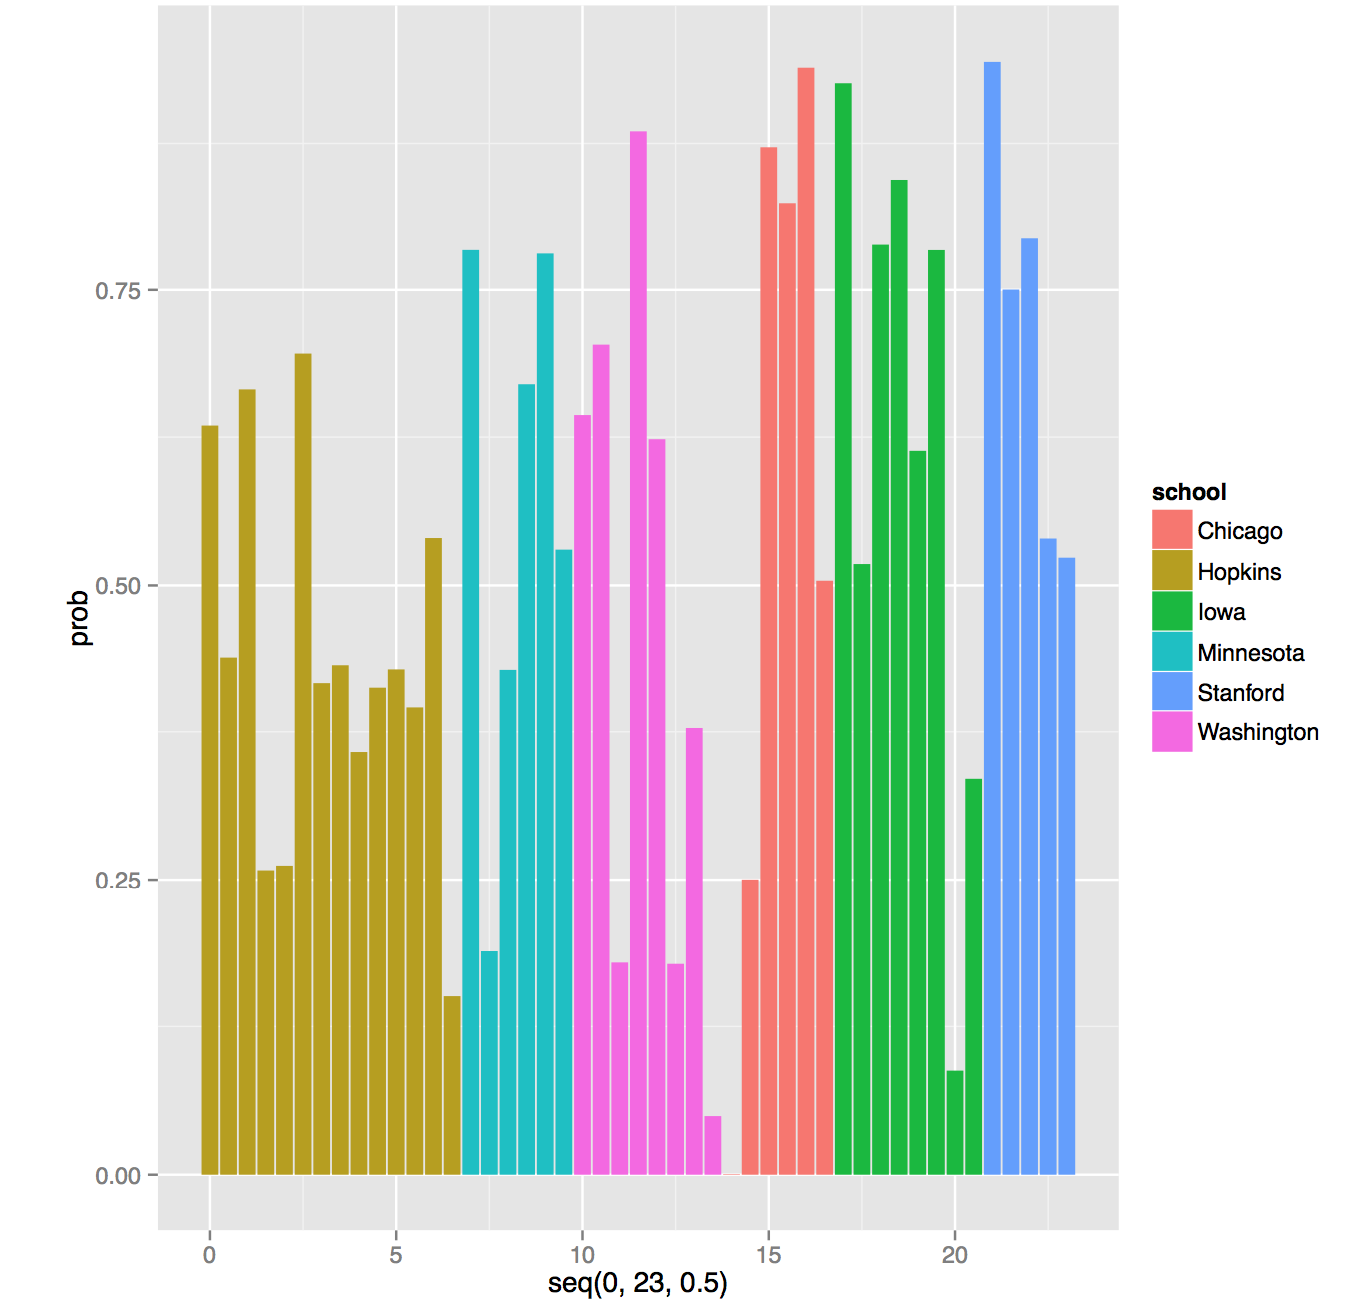 0.75
0.50
0.25
0.00
prob
0 5 10 15 20
seq(0, 23, 0.5)
school
Chicago
Hopkins
Iowa
Minnesota
Stanford
Washington